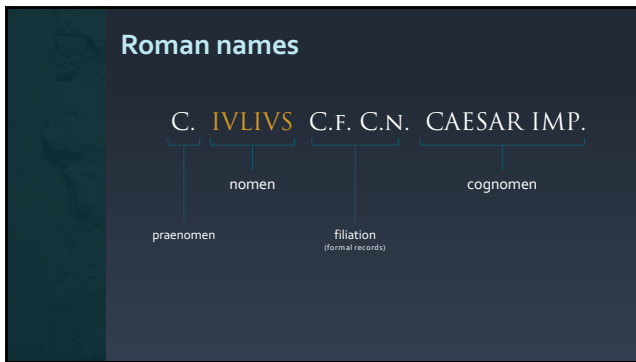 Roman names
C. IVLIVS C.F. C.N. CAESAR IMP.
nomen cognomen
praenomen filiation
(formal records)